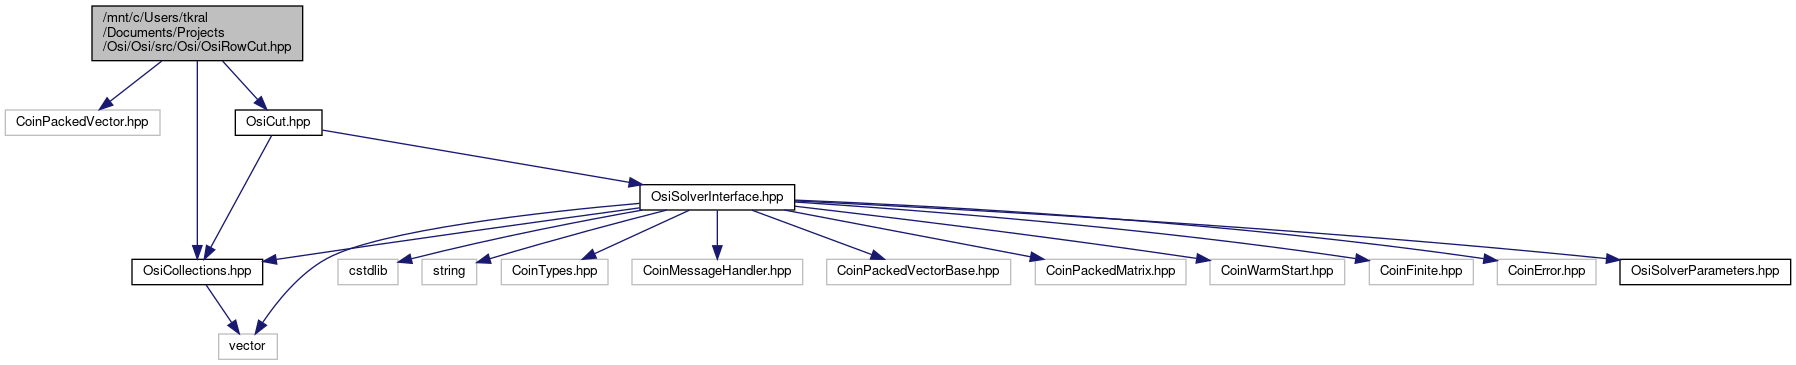 /mnt/c/Users/tkral
/Documents/Projects
/Osi/Osi/src/Osi/OsiRowCut.hpp
CoinPackedVector.hpp
OsiCut.hpp
OsiSolverInterface.hpp
OsiCollections.hpp
cstdlib
string
CoinTypes.hpp
CoinMessageHandler.hpp
CoinPackedVectorBase.hpp
CoinPackedMatrix.hpp
CoinWarmStart.hpp
CoinFinite.hpp
CoinError.hpp
OsiSolverParameters.hpp
vector